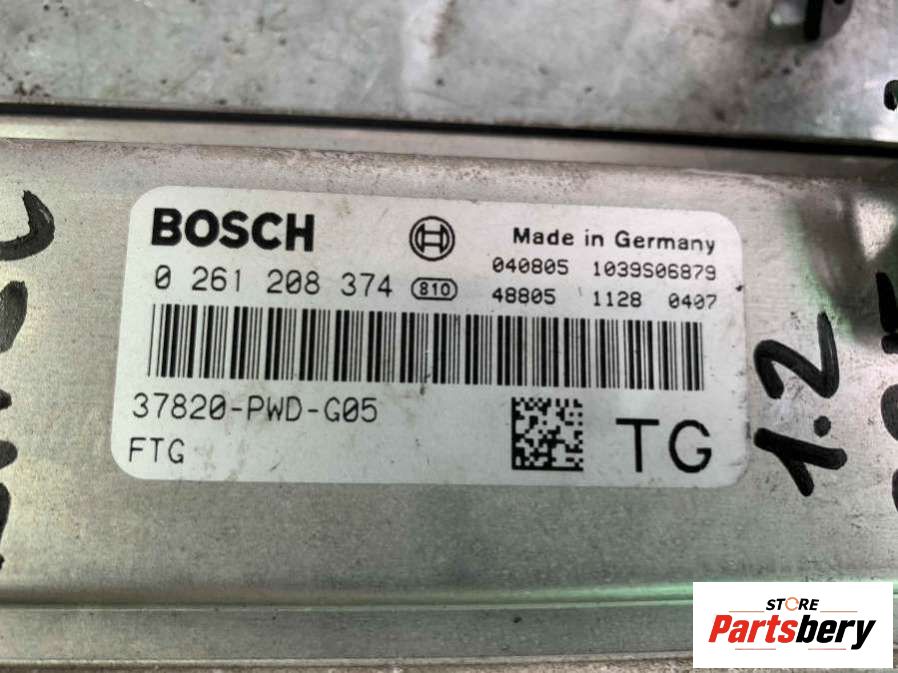 BOSCH
Made in Germany
0 261 208 374 810
040805 1039S06879
48805 1128 0407
37820-PWD-G05
FTG
TG
1.2
STORE
Partsbery